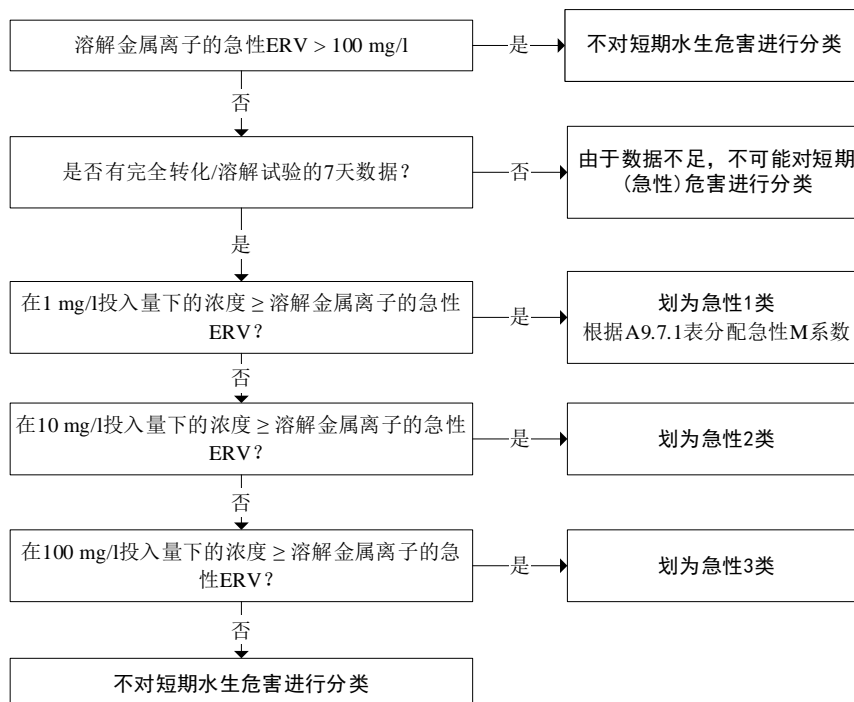 溶解金属离子的急性ERV > 100 mg/l
是
不对短期水生危害进行分类
否
是否有完全转化/溶解试验的7天数据?
否
由于数据不足，不可能对短期
(急性)危害进行分类
是
在1 mg/l投入量下的浓度 ≥ 溶解金属离子的急性
ERV?
是
划为急性1类
根据A9.7.1表分配急性M系数
否
在10 mg/l投入量下的浓度 ≥ 溶解金属离子的急性
ERV?
是
划为急性2类
否
在100 mg/l投入量下的浓度 ≥ 溶解金属离子的急
性ERV?
是
划为急性3类
否
不对短期水生危害进行分类